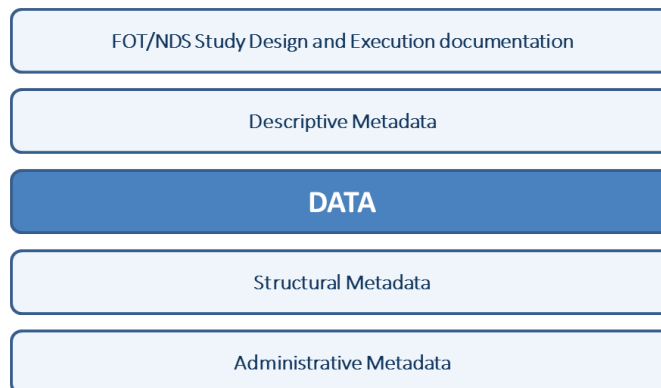 FOT/NDS Study Design and Execution documentation
Descriptive Metadata
DATA
Structural Metadata
Administrative Metadata